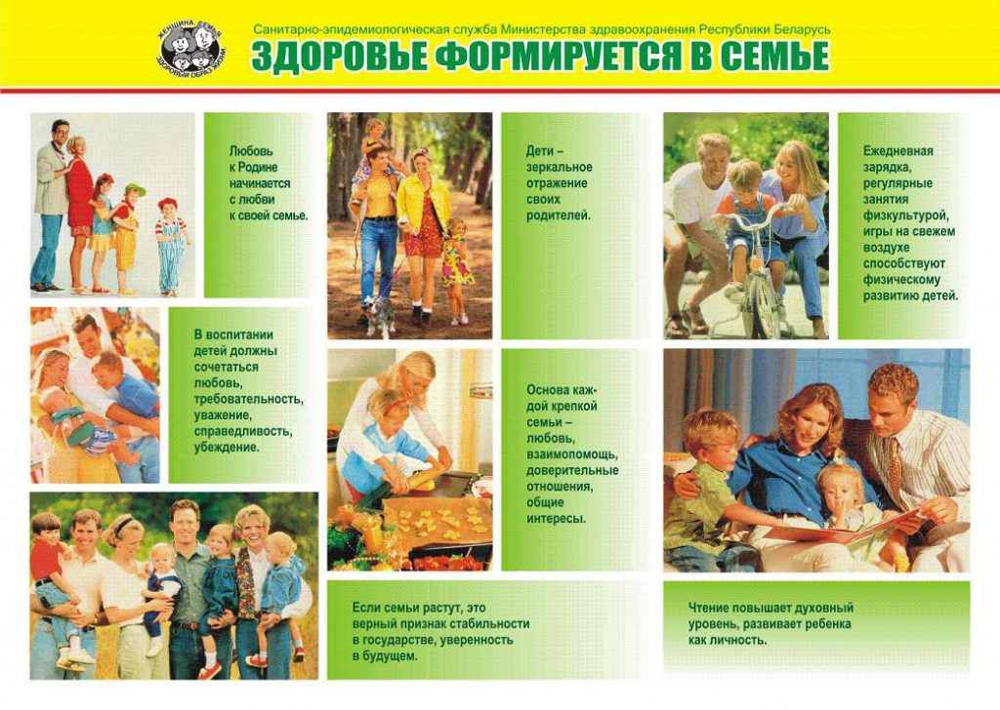 ЖЕНЩИНА. СЕМЬЯ.
ЗДОРОВЫЙ ОБРАЗ ЖИЗНИ.
Санитарно-эпидемиологическая служба Министерства здравоохранения Республики Беларусь
ЗДОРОВЬЕ ФОРМИРУЕТСЯ В СЕМЬЕ
Любовь
к Родине
начинается
с любви
к своей семье.
Дети –
зеркальное
отражение
своих
родителей.
Ежедневная
зарядка,
регулярные
занятия
физкультурой,
игры на свежем
воздухе
способствуют
физическому
развитию детей.
В воспитании
детей должны
сочетаться
любовь,
требовательность,
уважение,
справедливость,
убеждение.
Основа каж-
дой крепкой
семьи –
любовь,
взаимопомощь,
доверительные
отношения,
общие
интересы.
Если семьи растут, это
верный признак стабильности
в государстве, уверенность
в будущем.
Чтение повышает духовный
уровень, развивает ребенка
как личность.